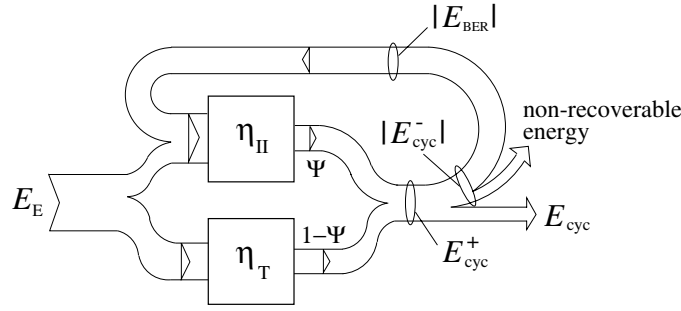 |E_BER|
non-recoverable
energy
|E⁻_cyc|
η_II
Ψ
E_E
E_cyc
1−Ψ
η_T
E⁺_cyc